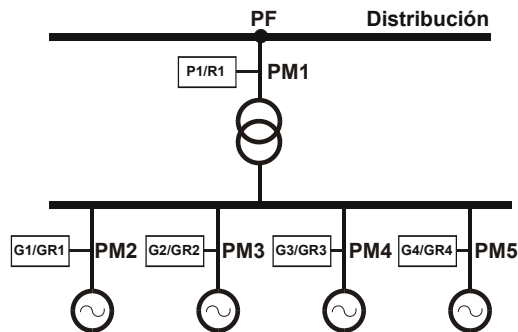 PF Distribución
P1/R1 PM1
G1/GR1 PM2 G2/GR2 PM3 G3/GR3 PM4 G4/GR4 PM5